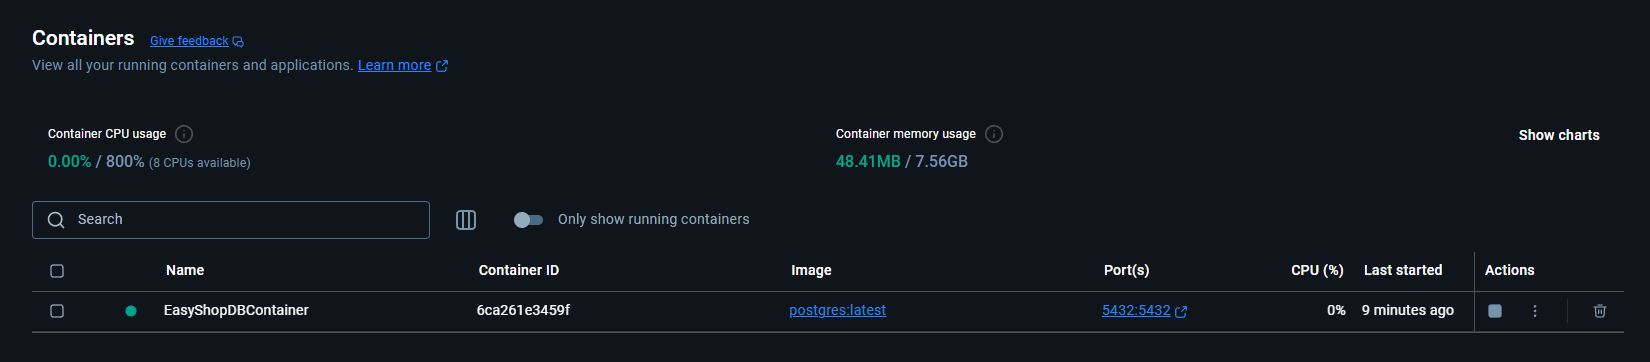 Containers Give feedback
View all your running containers and applications. Learn more
Container CPU usage
0.00% / 800% (8 CPUs available)
Container memory usage
48.41MB / 7.56GB
Show charts
Search
Only show running containers
Name Container ID Image Port(s) CPU (%) Last started Actions
EasyShopDBContainer 6ca261e3459f postgres:latest 5432:5432 0% 9 minutes ago